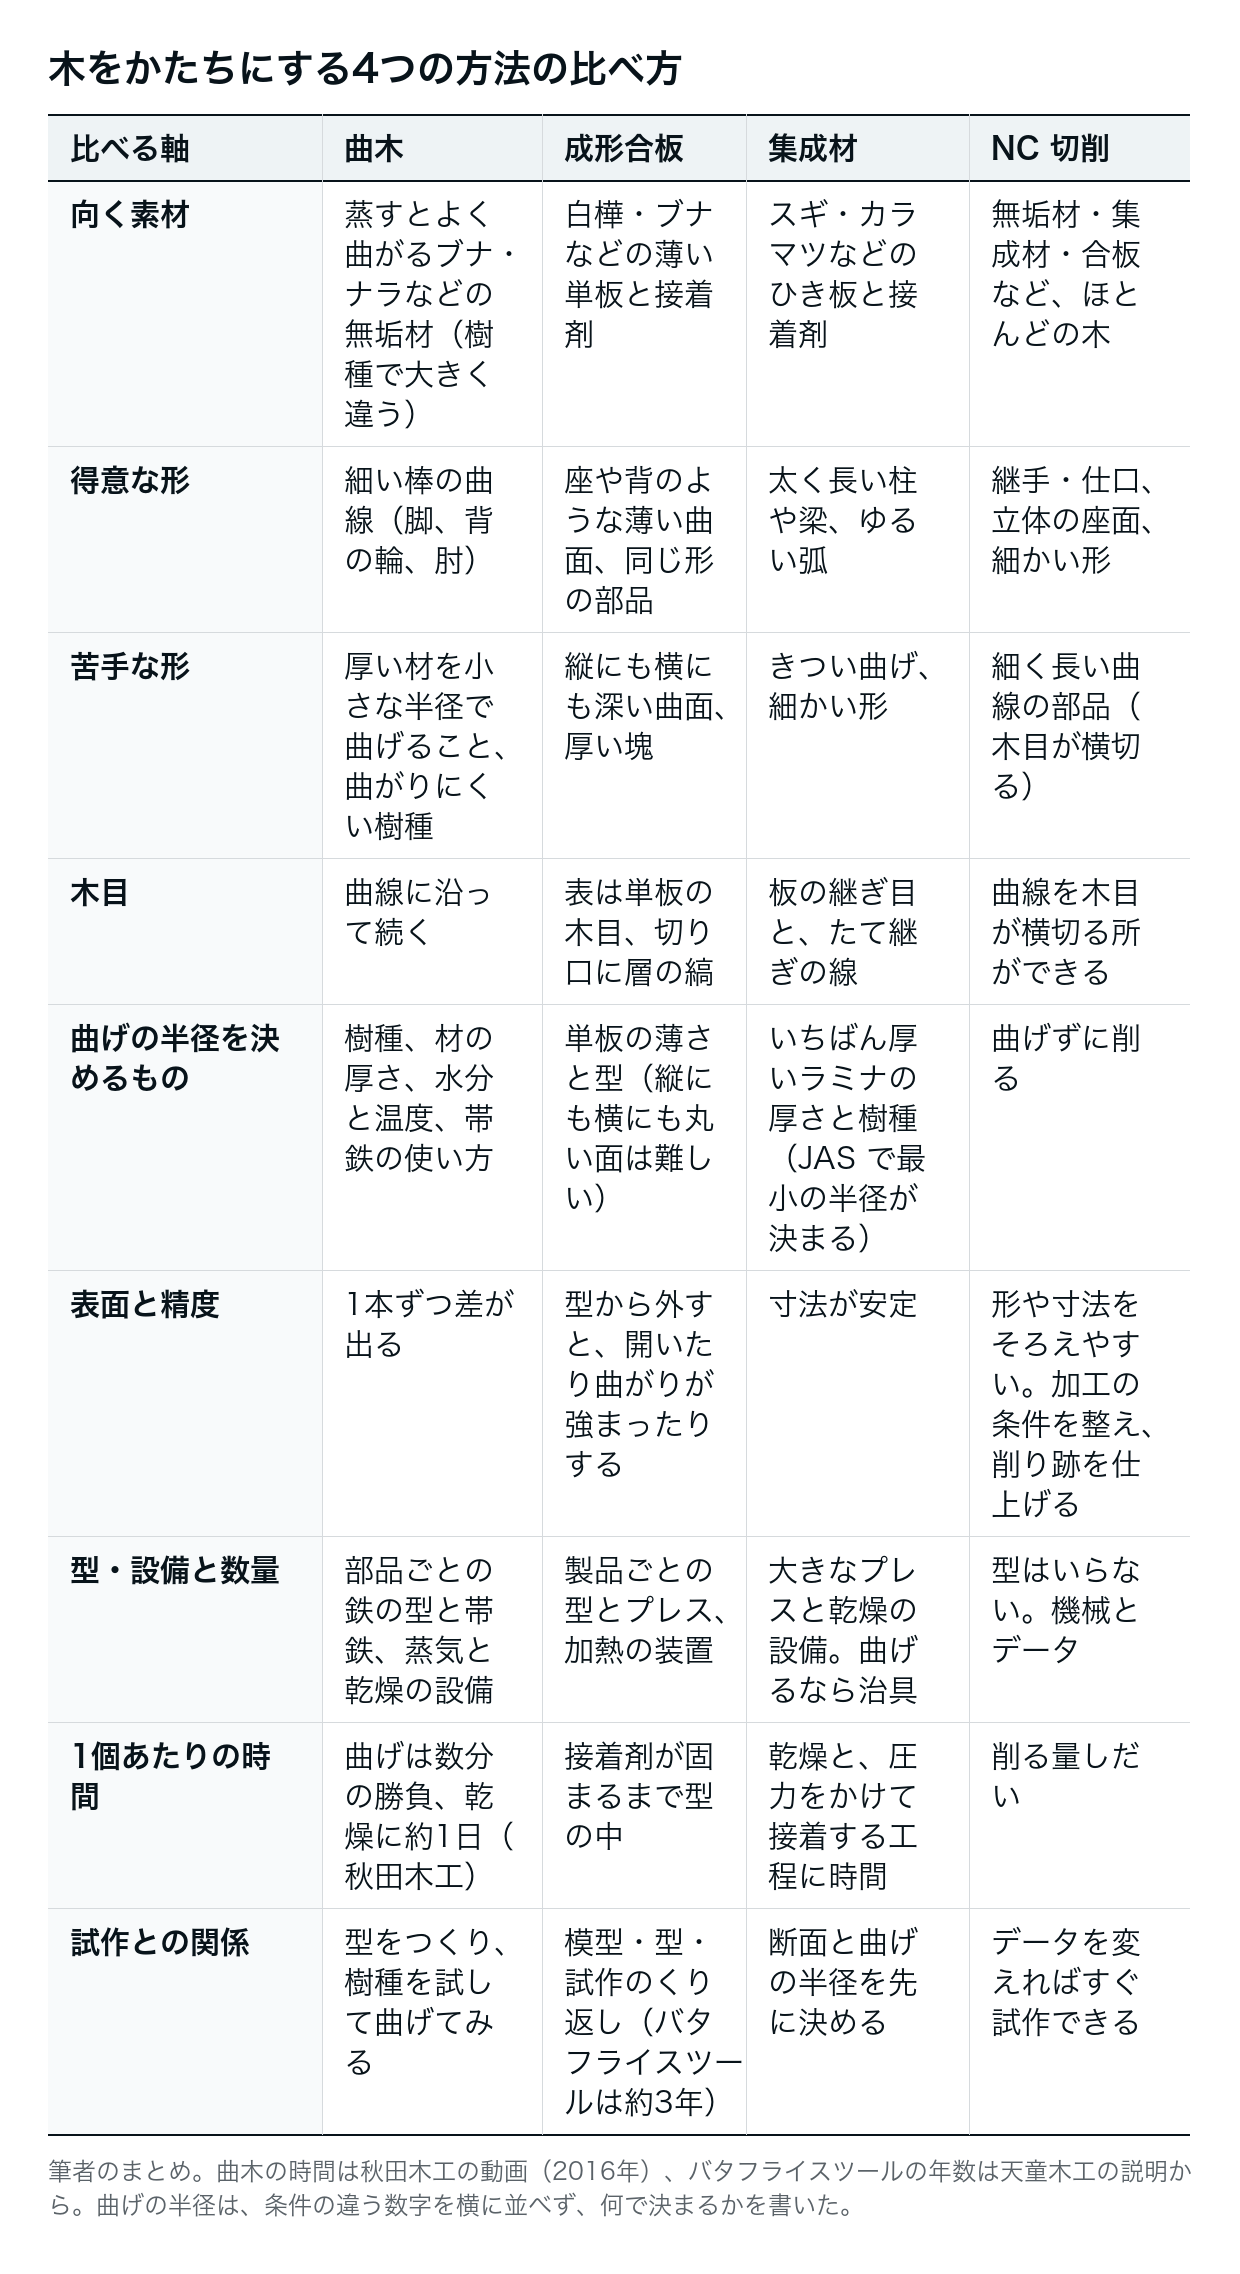 木をかたちにする4つの方法の比べ方
比べる軸
曲木
成形合板
集成材
NC 切削
向く素材
蒸すとよく
曲がるブナ・
ナラなどの
無垢材（樹
種で大きく
違う）
白樺・ブナ
などの薄い
単板と接着
剤
スギ・カラ
マツなどの
ひき板と接
着剤
無垢材・集
成材・合板
など、ほと
んどの木
得意な形
細い棒の曲
線（脚、背
の輪、肘）
座や背のよ
うな薄い曲
面、同じ形
の部品
太く長い柱
や梁、ゆる
い弧
継手・仕口、
立体の座面、
細かい形
苦手な形
厚い材を小
さな半径で
曲げること、
曲がりにく
い樹種
縦にも横に
も深い曲面、
厚い塊
きつい曲げ、
細かい形
細く長い曲
線の部品（
木目が横切
る）
木目
曲線に沿っ
て続く
表は単板の
木目、切り
口に層の縞
板の継ぎ目
と、たて継
ぎの線
曲線を木目
が横切る所
ができる
曲げの半径を決
めるもの
樹種、材の
厚さ、水分
と温度、帯
鉄の使い方
単板の薄さ
と型（縦に
も横にも丸
い面は難し
い）
いちばん厚
いラミナの
厚さと樹種
（JAS で最
小の半径が
決まる）
曲げずに削
る
表面と精度
1本ずつ差が
出る
型から外す
と、開いた
り曲がりが
強まったり
する
寸法が安定
形や寸法を
そろえやす
い。加工の
条件を整え、
削り跡を仕
上げる
型・設備と数量
部品ごとの
鉄の型と帯
鉄、蒸気と
乾燥の設備
製品ごとの
型とプレス、
加熱の装置
大きなプレ
スと乾燥の
設備。曲げ
るなら治具
型はいらな
い。機械と
データ
1個あたりの時
間
曲げは数分
の勝負、乾
燥に約1日（
秋田木工）
接着剤が固
まるまで型
の中
乾燥と、圧
力をかけて
接着する工
程に時間
削る量しだ
い
試作との関係
型をつくり、
樹種を試し
て曲げてみ
る
模型・型・
試作のくり
返し（バタ
フライスツー
ルは約3年）
断面と曲げ
の半径を先
に決める
データを変
えればすぐ
試作できる
筆者のまとめ。曲木の時間は秋田木工の動画（2016年）、バタフライスツールの年数は天童木工の説明か
ら。曲げの半径は、条件の違う数字を横に並べず、何で決まるかを書いた。